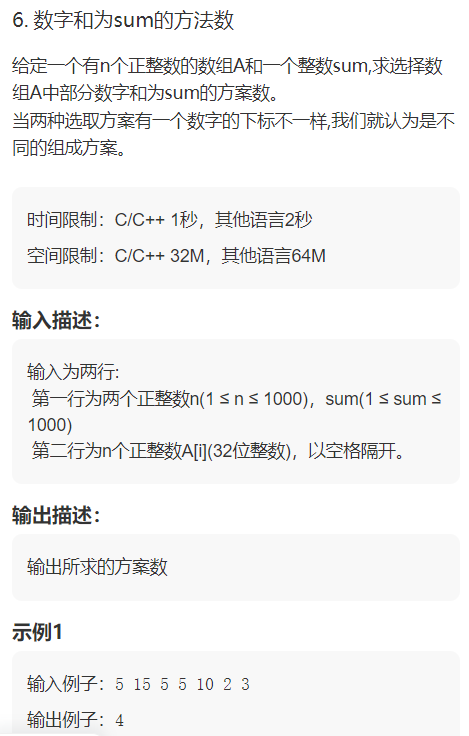 6. 数字和为sum的方法数
给定一个有n个正整数的数组A和一个整数sum,求选择数
组A中部分数字和为sum的方案数。
当两种选取方案有一个数字的下标不一样,我们就认为是不
同的组成方案。
时间限制：C/C++ 1秒，其他语言2秒
空间限制：C/C++ 32M，其他语言64M
输入描述：
输入为两行:
第一行为两个正整数n(1 ≤ n ≤ 1000)，sum(1 ≤ sum ≤
1000)
第二行为n个正整数A[i](32位整数)，以空格隔开。
输出描述：
输出所求的方案数
示例1
输入例子：5 15 5 5 10 2 3
输出例子：4